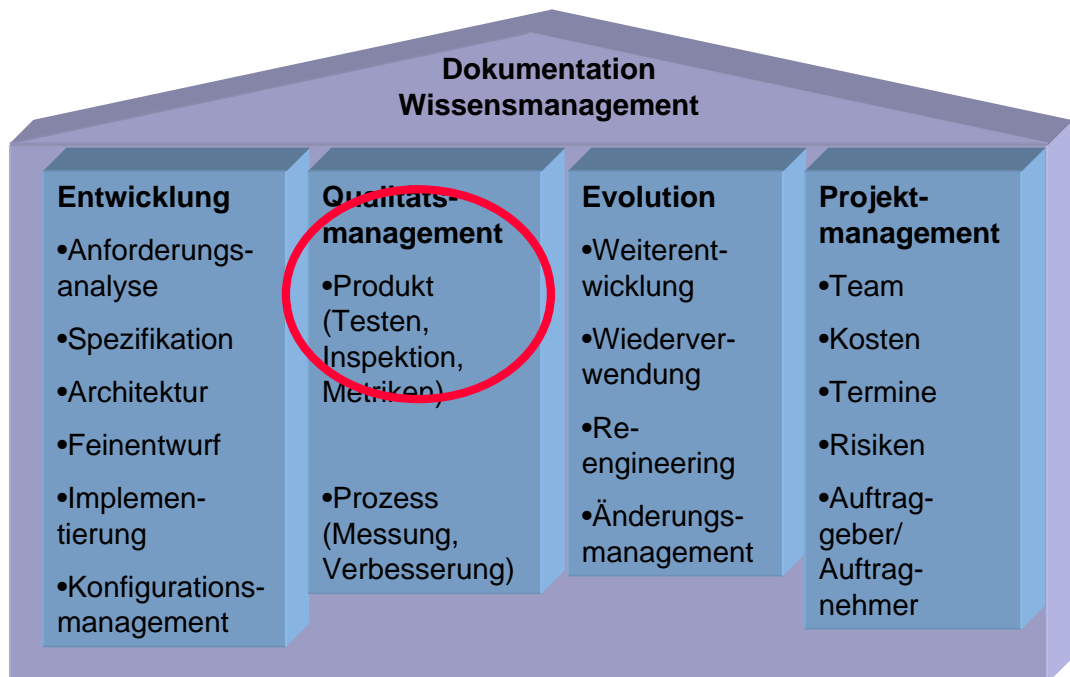 Dokumentation
Wissensmanagement
Entwicklung
•Anforderungs-
analyse
•Spezifikation
•Architektur
•Feinentwurf
•Implemen-
tierung
•Konfigurations-
management
Qualitäts-
management
•Produkt
(Testen,
Inspektion,
Metriken)
•Prozess
(Messung,
Verbesserung)
Evolution
•Weiterent-
wicklung
•Wiederver-
wendung
•Re-
engineering
•Änderungs-
management
Projekt-
management
•Team
•Kosten
•Termine
•Risiken
•Auftrag-
geber/
Auftrag-
nehmer